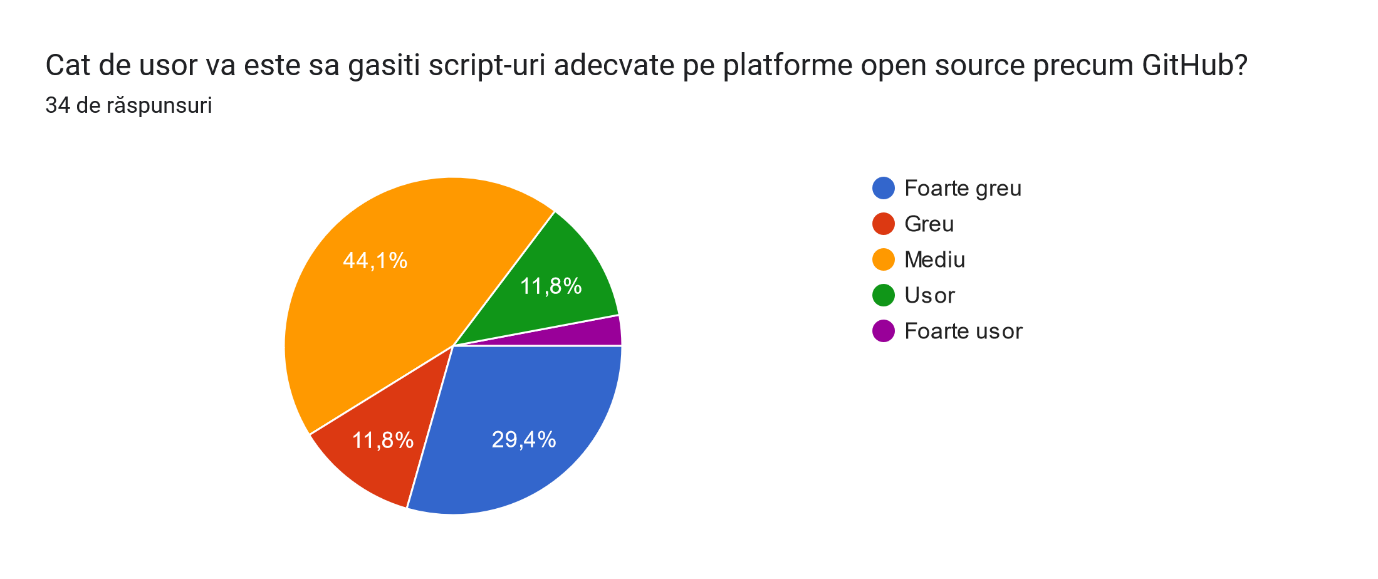 Cat de usor va este sa gasiti script-uri adecvate pe platforme open source precum GitHub?
34 de răspunsuri
Foarte greu
Greu
Mediu
Usor
Foarte usor
44,1%
11,8%
11,8%
29,4%